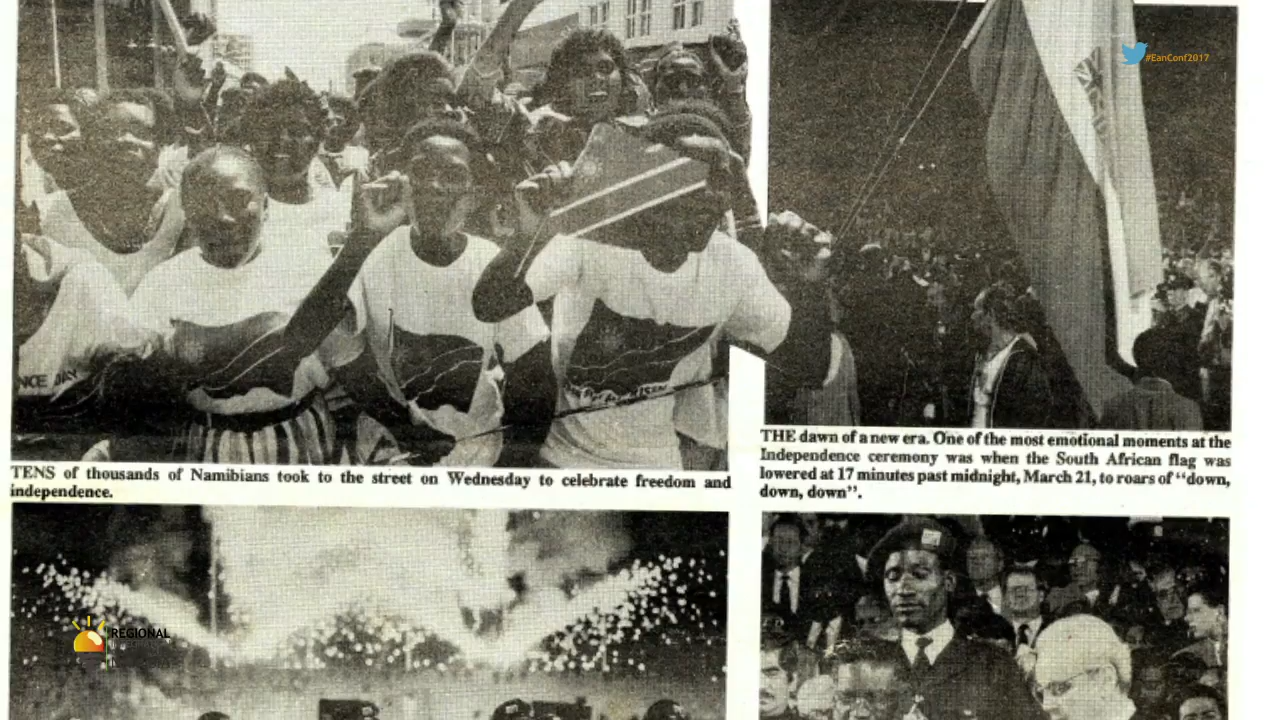 #EanConf2017
NCE DAY
THE dawn of a new era. One of the most emotional moments at the
Independence ceremony was when the South African flag was
lowered at 17 minutes past midnight, March 21, to roars of “down,
down, down”.
TENS of thousands of Namibians took to the street on Wednesday to celebrate freedom and
independence.
REGIONAL